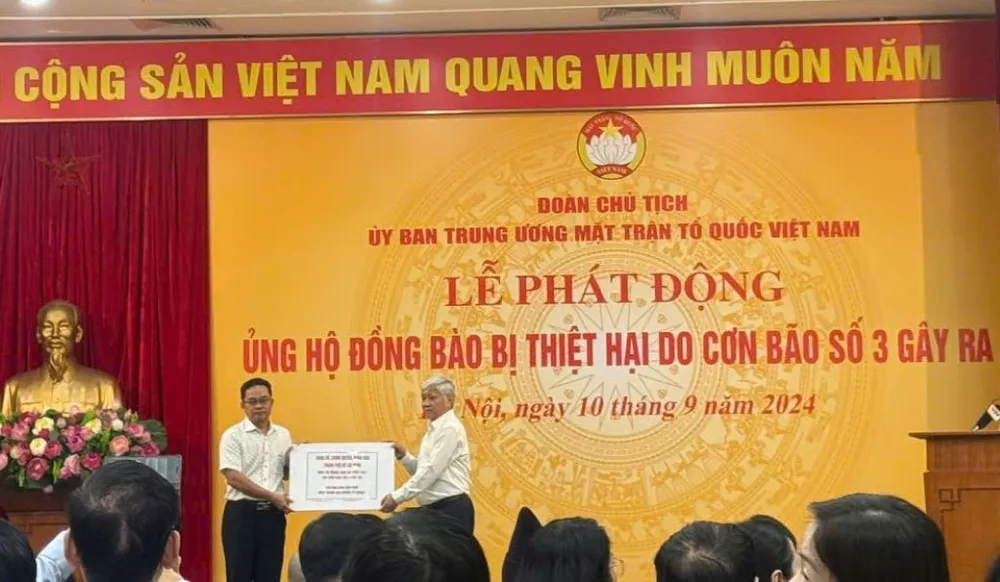 CỘNG SẢN VIỆT NAM QUANG VINH MUÔN NĂM
VIỆT NAM
ĐOÀN CHỦ TỊCH
ỦY BAN TRUNG ƯƠNG MẶT TRẬN TỔ QUỐC VIỆT NAM
LỄ PHÁT ĐỘNG
ỦNG HỘ ĐỒNG BÀO BỊ THIỆT HẠI DO CƠN BÃO SỐ 3 GÂY RA
Nội, ngày 10 tháng 9 năm 2024